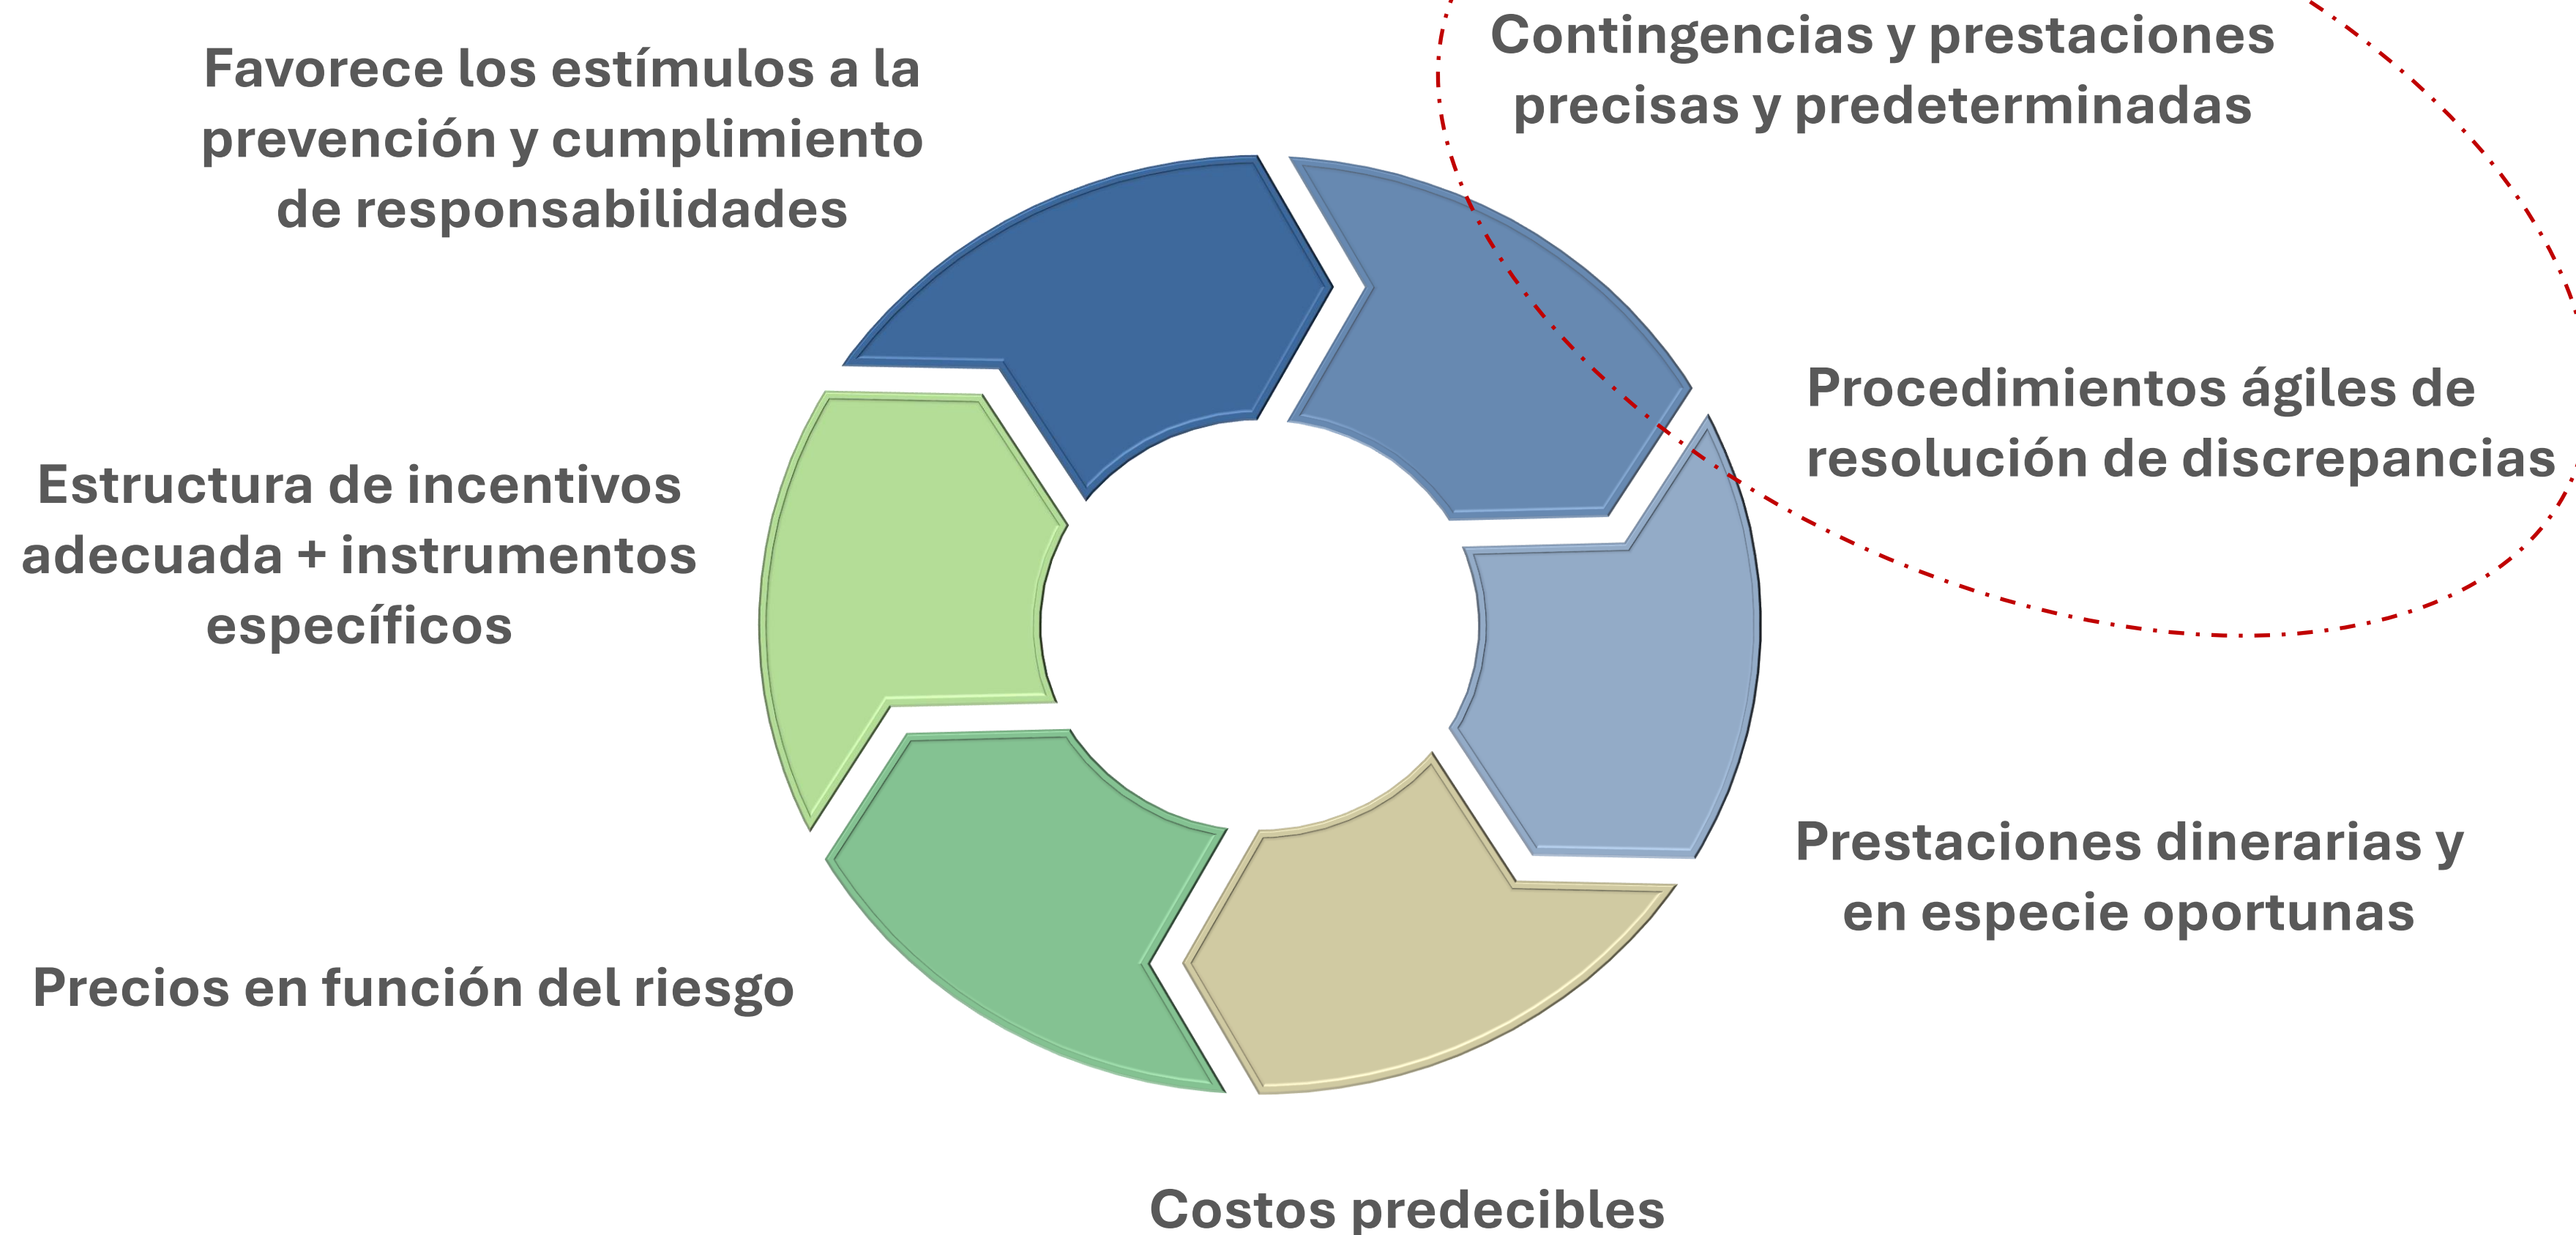 Favorece los estímulos a la
prevención y cumplimiento
de responsabilidades
Contingencias y prestaciones
precisas y predeterminadas
Procedimientos ágiles de
resolución de discrepancias
Estructura de incentivos
adecuada + instrumentos
específicos
Prestaciones dinerarias y
en especie oportunas
Precios en función del riesgo
Costos predecibles